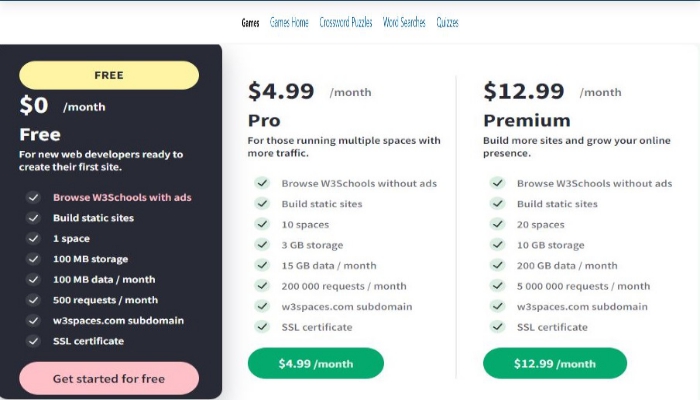 Games Games Home Crossword Puzzles Word Searches Quizzes
FREE
$0 /month
Free
For new web developers ready to
create their first site.
Browse W3Schools with ads
Build static sites
1 space
100 MB storage
100 MB data / month
500 requests / month
w3spaces.com subdomain
SSL certificate
Get started for free
$4.99 /month
Pro
For those running multiple spaces with
more traffic.
Browse W3Schools without ads
Build static sites
10 spaces
3 GB storage
15 GB data / month
200 000 requests / month
w3spaces.com subdomain
SSL certificate
$4.99 /month
$12.99 /month
Premium
Build more sites and grow your online
presence.
Browse W3Schools without ads
Build static sites
20 spaces
10 GB storage
200 GB data / month
5 000 000 requests / month
w3spaces.com subdomain
SSL certificate
$12.99 /month